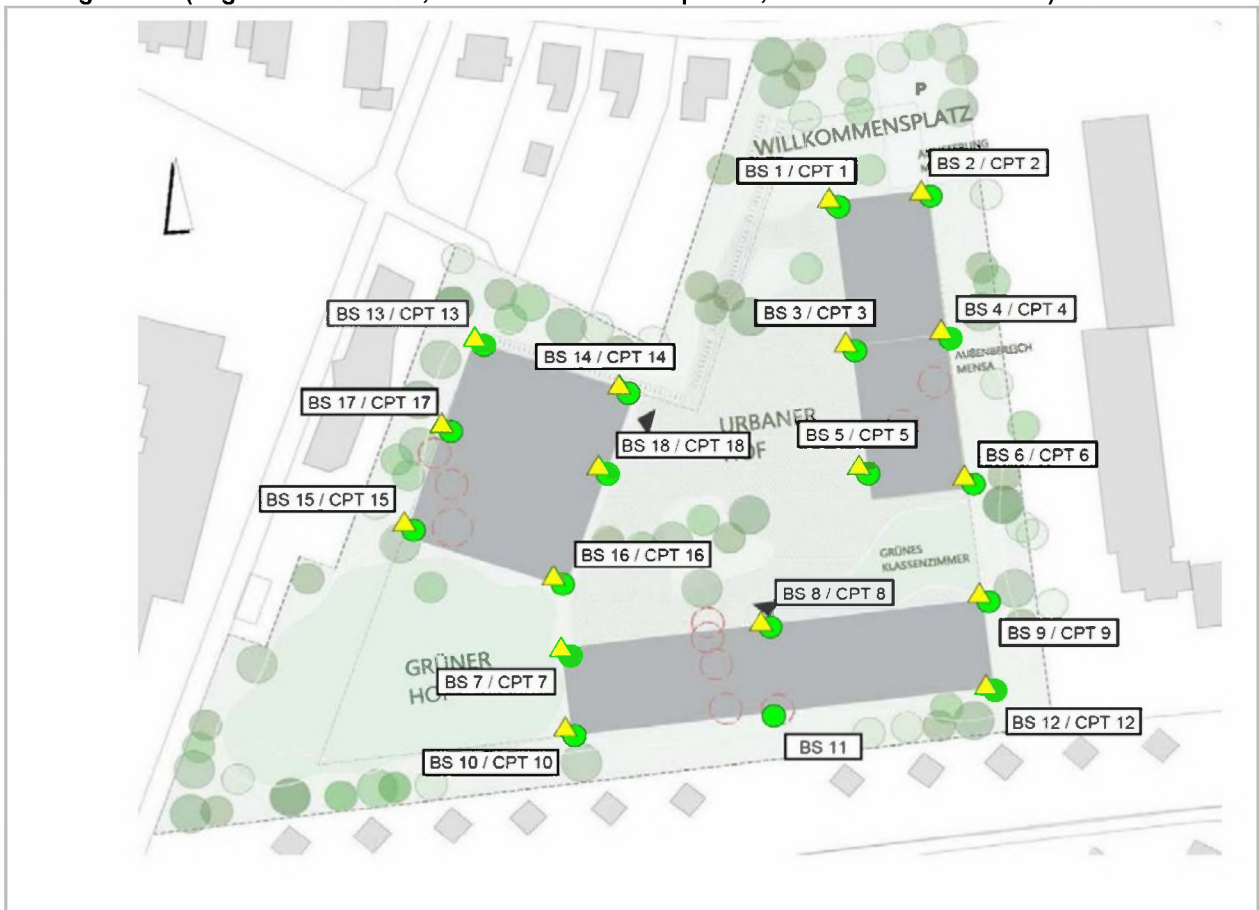 P
WILLKOMMENSPLATZ
BS 1 / CPT 1
BS 2 / CPT 2
BS 3 / CPT 3
BS 4 / CPT 4
AUßENBEREICH
MENSA
BS 13 / CPT 13
BS 14 / CPT 14
BS 17 / CPT 17
URBANER
HOF
BS 5 / CPT 5
BS 18 / CPT 18
BS 6 / CPT 6
BS 15 / CPT 15
BS 16 / CPT 16
GRÜNES
KLASSENZIMMER
BS 8 / CPT 8
BS 9 / CPT 9
GRÜNER
HOF
BS 7 / CPT 7
BS 12 / CPT 12
BS 11
BS 10 / CPT 10